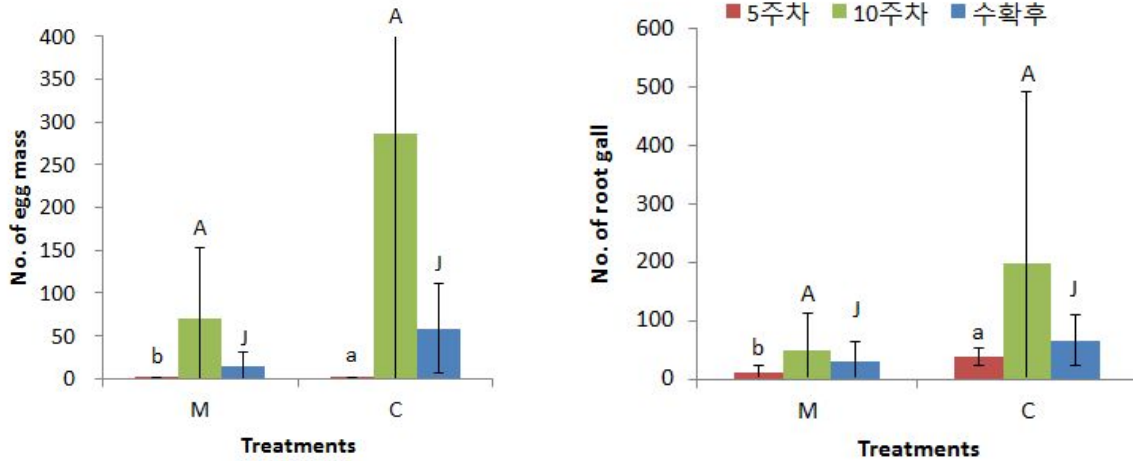 No. of egg mass
400
350
300
250
200
150
100
50
0
b
A
J
a
A
J
M
C
Treatments
5주차 10주차 수확후
No. of root gall
600
500
400
300
200
100
0
b
A
J
a
A
J
M
C
Treatments